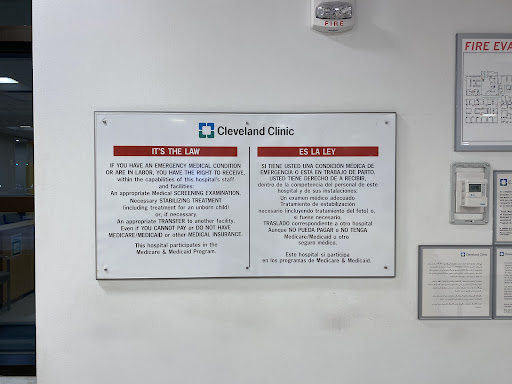 FIRE
FIRE EVA
Cleveland Clinic
IT'S THE LAW
IF YOU HAVE AN EMERGENCY MEDICAL CONDITION
OR ARE IN LABOR, YOU HAVE THE RIGHT TO RECEIVE,
within the capabilities of this hospital's staff
and facilities:
An appropriate Medical SCREENING EXAMINATION.
Necessary STABILIZING TREATMENT
(including treatment for an unborn child)
or, if necessary,
An appropriate TRANSFER to another facility.
Even if YOU CANNOT PAY or DO NOT HAVE
MEDICARE/MEDICAID or other MEDICAL INSURANCE.
This hospital participates in the
Medicare & Medicaid Program.
ES LA LEY
SI TIENE USTED UNA CONDICION MEDICA DE
EMERGENCIA O ESTA EN TRABAJO DE PARTO,
USTED TIENE DERECHO DE A RECIBIR,
dentro de la competencia del personal de este
hospital y de sus instalaciones:
Un examen medico adecuado
Tratamiento de estabilización
necesario (incluyendo tratamiento del feto) o,
si fuese necesario.
TRASLADO correspondiente a otro hospital
Aunque NO PUEDA PAGAR o NO TENGA
Medicare/Medicaid u otro
seguro médico.
Este hospital si participa
en los programas de Medicare & Medicaid.